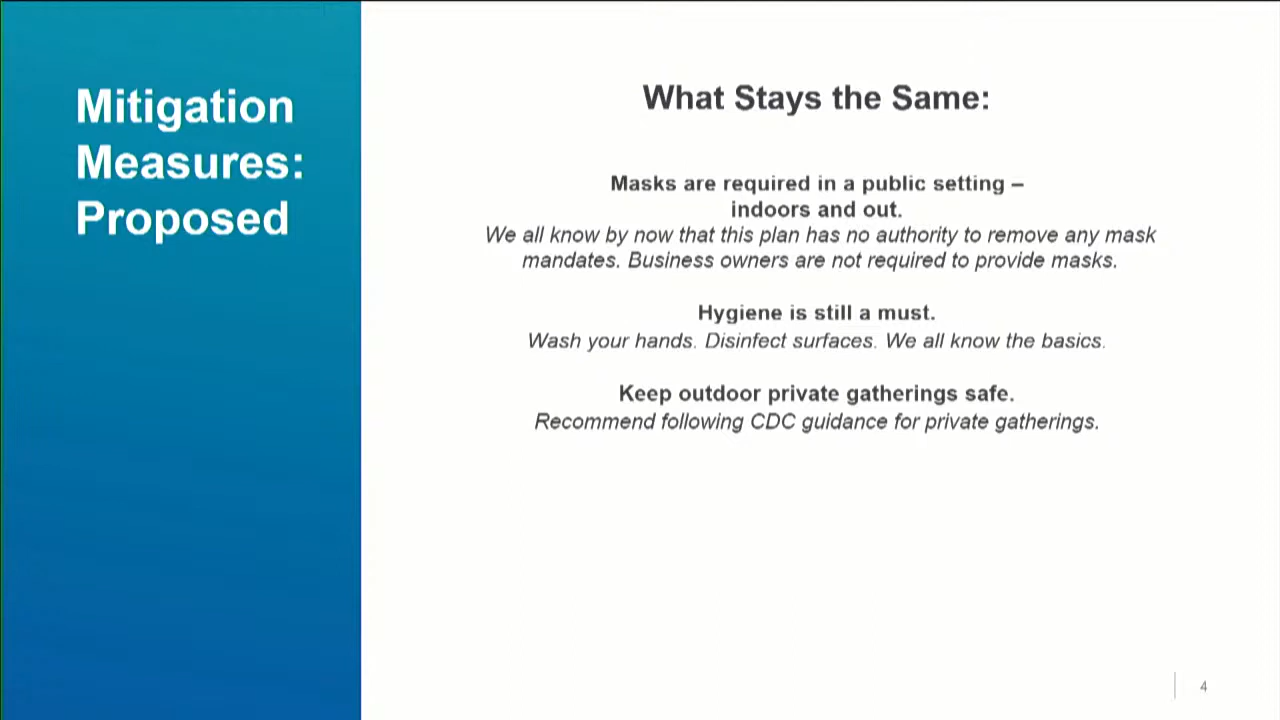 Mitigation
Measures:
Proposed
What Stays the Same:
Masks are required in a public setting –
indoors and out.
We all know by now that this plan has no authority to remove any mask
mandates. Business owners are not required to provide masks.
Hygiene is still a must.
Wash your hands. Disinfect surfaces. We all know the basics.
Keep outdoor private gatherings safe.
Recommend following CDC guidance for private gatherings.
4